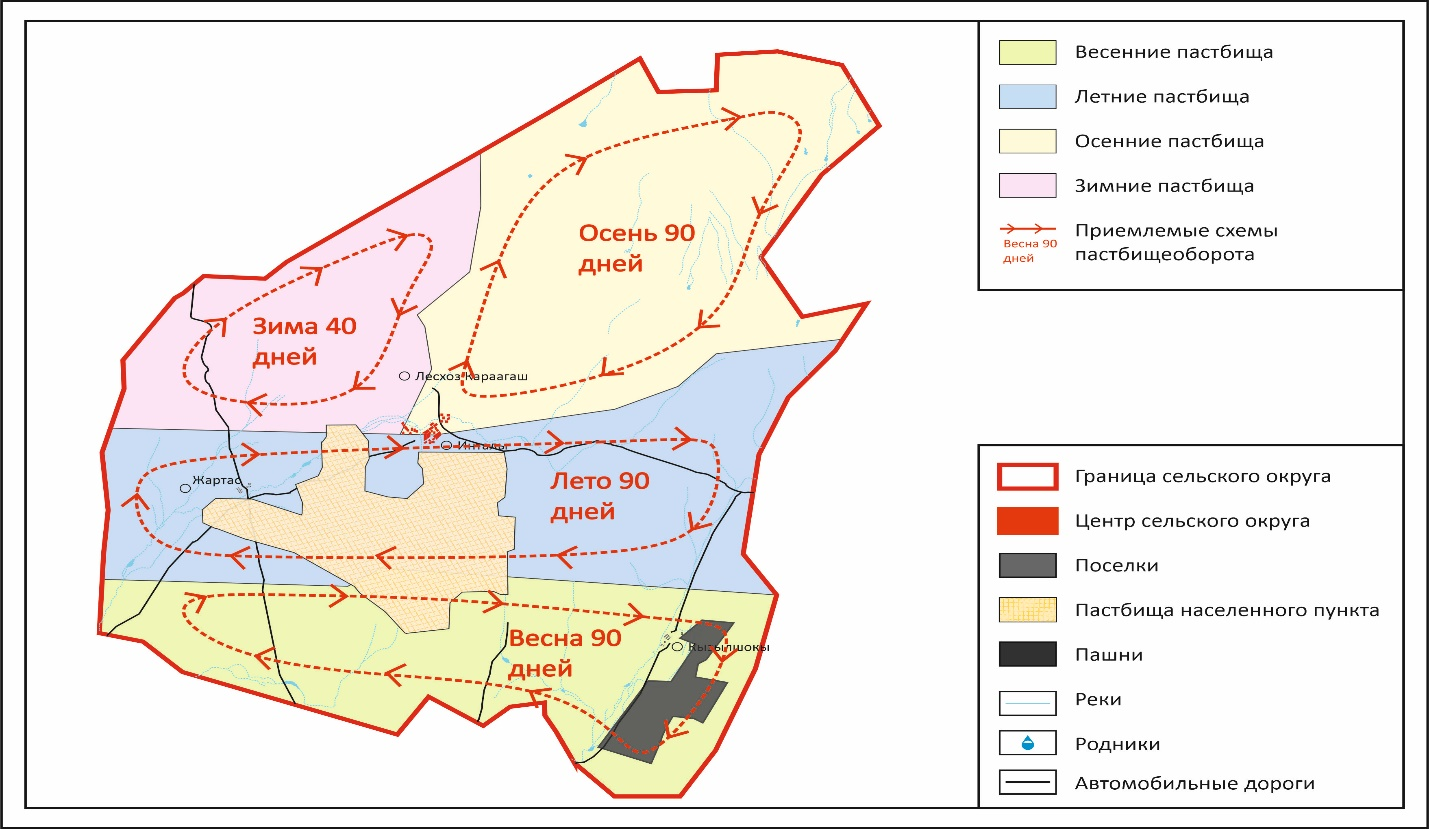 Весенние пастбища
Летние пастбища
Осенние пастбища
Зимние пастбища
Весна 90
дней
Приемлемые схемы
пастбищеоборота
Осень 90
дней
Зима 40
дней
Лесхоз Караагаш
Жартас
Лето 90
дней
Весна 90
дней
Кызылшокы
Граница сельского округа
Центр сельского округа
Поселки
Пастбища населенного пункта
Пашни
Реки
Родники
Автомобильные дороги